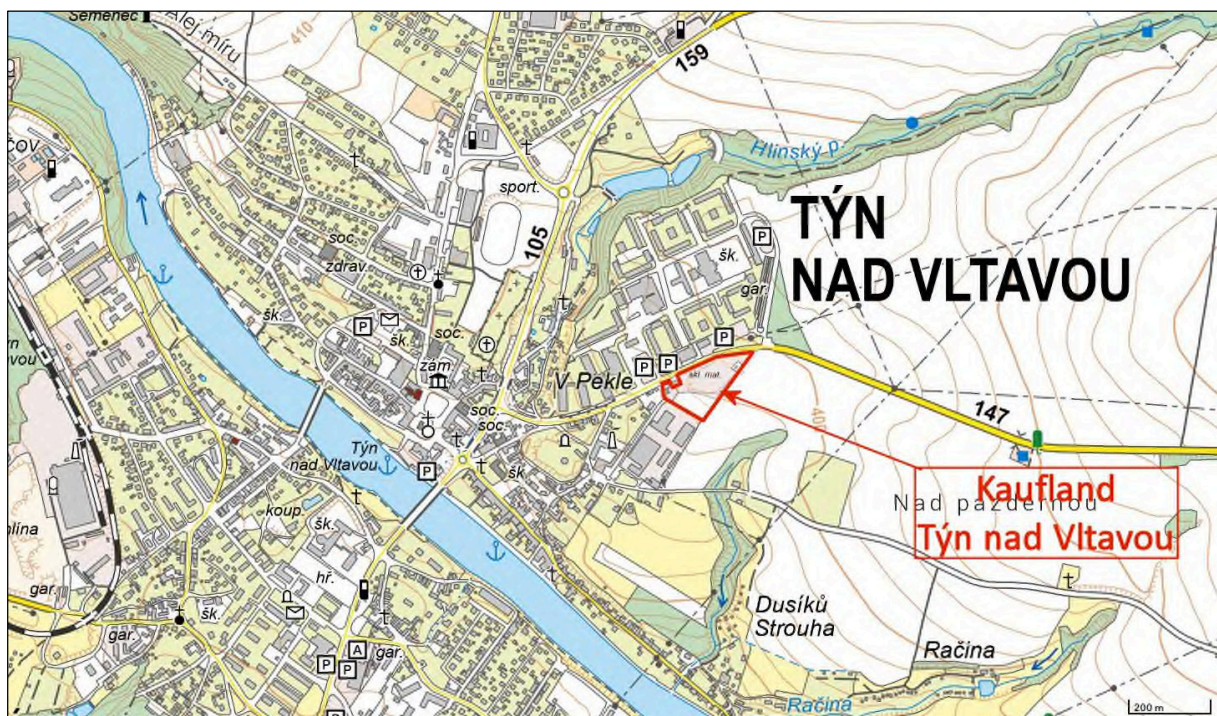 Semenec
Alej míru
410
159
čov
Hlinský p.
sport.
105
TÝN
NAD VLTAVOU
soc.
zdrav.
šk.
P
gar.
šk.
P
šk.
soc.
zám.
P
P
P
V Pekle
skl. mat.
soc.
soc.
147
Týn
nad Vltavou
P
šk.
Kaufland
Nad pazdernou
Týn nad Vltavou
koup.
šk.
hlina
hř.
gar.
šk.
gar.
A
gar.
P
P
Dusíků
Strouha
Račina
Račina
200 m